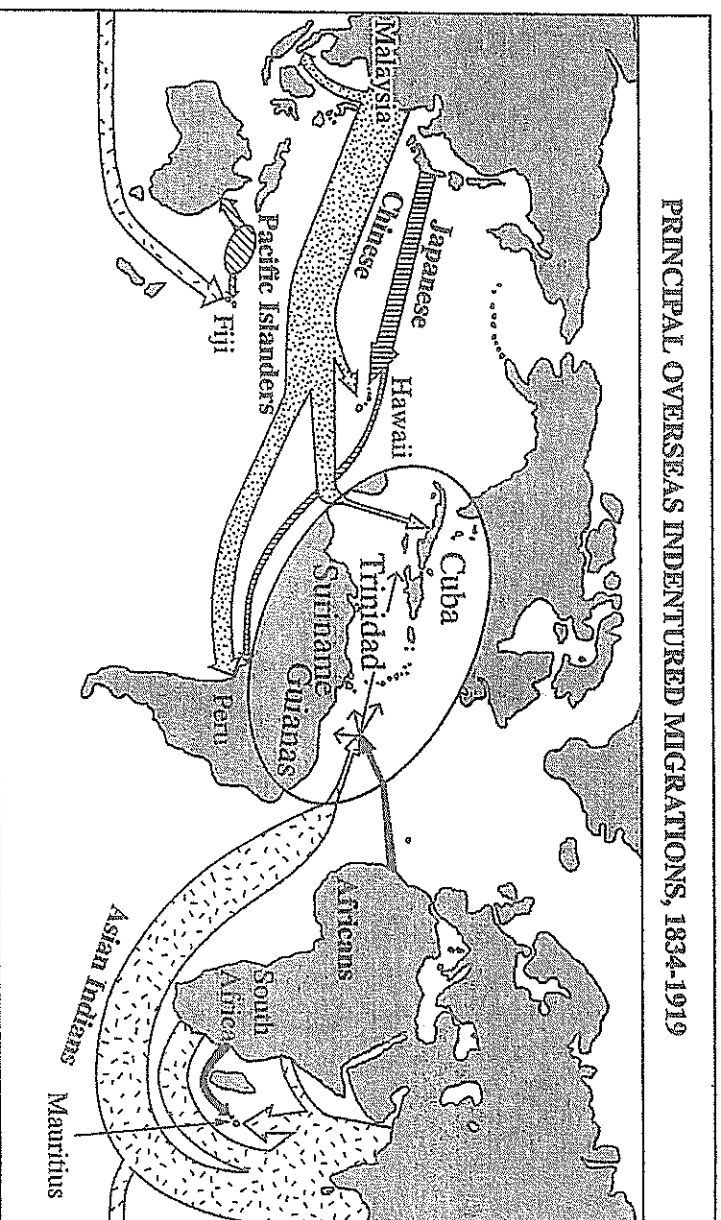 PRINCIPAL OVERSEAS INDENTURED MIGRATIONS, 1834-1919
Malaysia
Japanese
Chinese
Pacific Islanders
Fiji
Hawaii
Cuba
Trinidad
Suriname
Guianas
Peru
Africans
South
Africa
Asian Indians
Mauritius